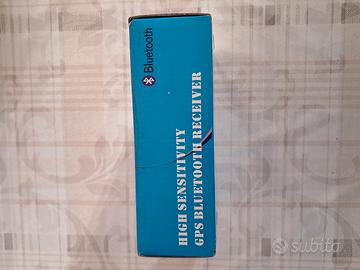 Bluetooth
HIGH SENSITIVITY
GPS BLUETOOTH RECEIVER
subito